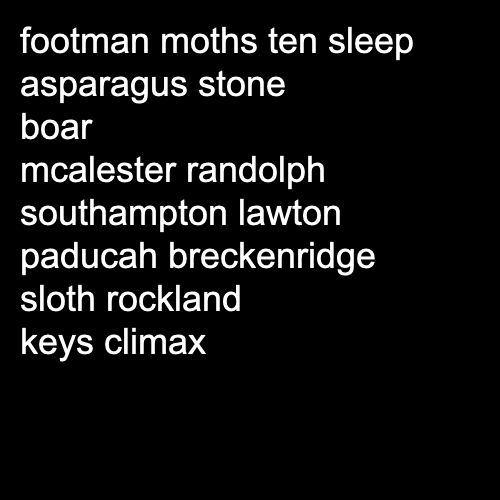 footman moths ten sleep
asparagus stone
boar
mcalester randolph
southampton lawton
paducah breckenridge
sloth rockland
keys climax